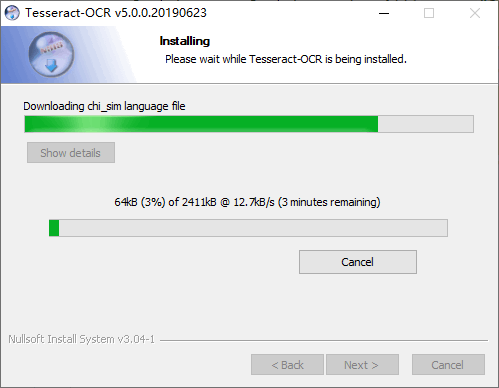 Tesseract-OCR v5.0.0.20190623
Installing
Please wait while Tesseract-OCR is being installed.
Downloading chi_sim language file
Show details
64kB (3%) of 2411kB @ 12.7kB/s (3 minutes remaining)
Cancel
Nullsoft Install System v3.04-1
< Back
Next >
Cancel